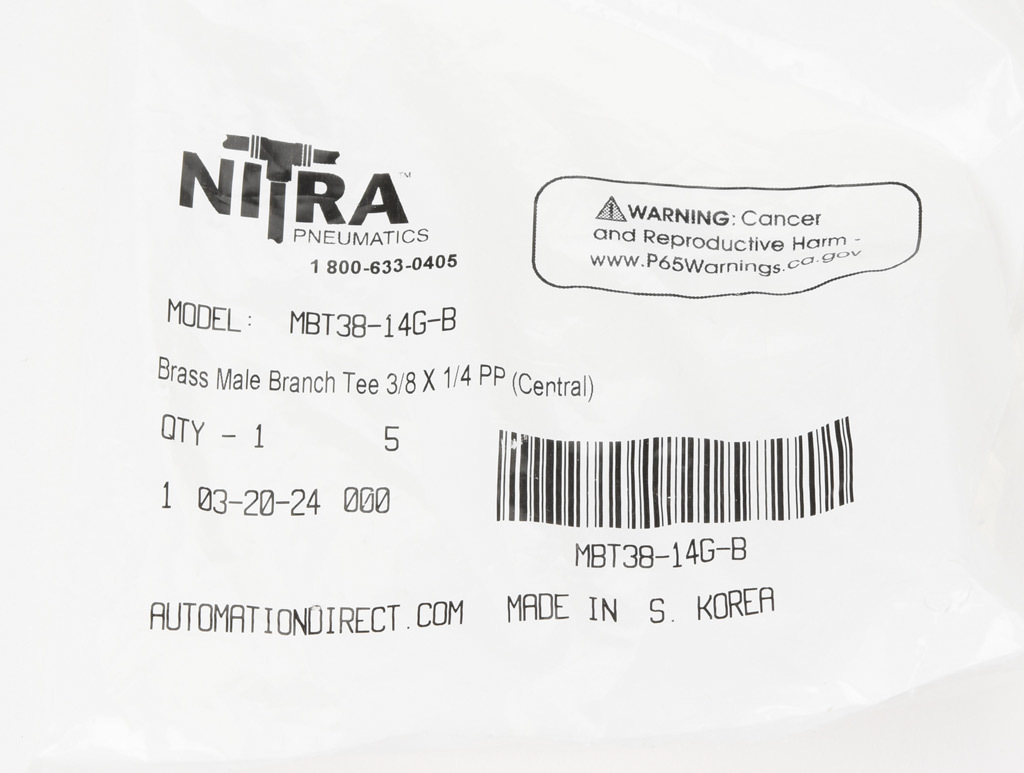 NITRA™
PNEUMATICS
1 800-633-0405
WARNING: Cancer
and Reproductive Harm -
www.P65Warnings.ca.gov
MODEL: MBT38-14G-B
Brass Male Branch Tee 3/8 X 1/4 PP (Central)
QTY - 1 5
1 03-20-24 000
MBT38-14G-B
AUTOMATIONDIRECT.COM MADE IN S. KOREA